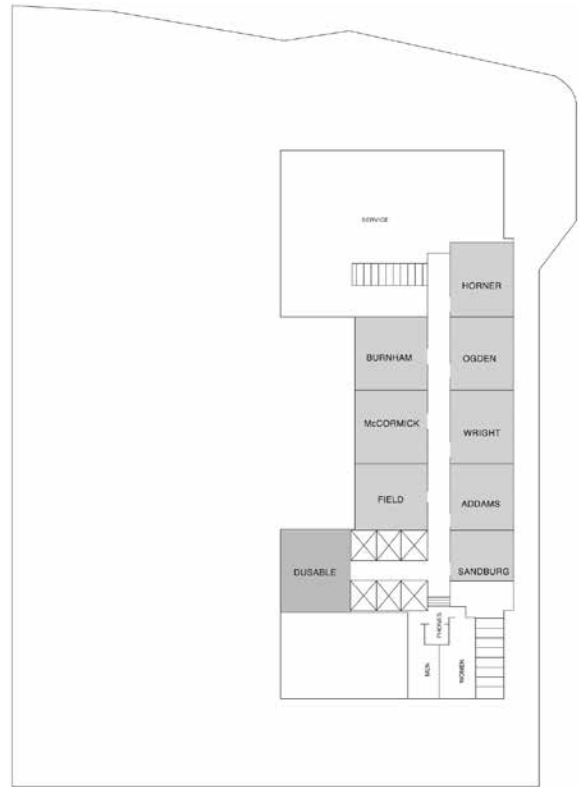 SERVICE
HORNER
BURNHAM
OGDEN
McCORMICK
WRIGHT
FIELD
ADDAMS
DUSABLE
SANDBURG
PHONES
MEN
WOMEN